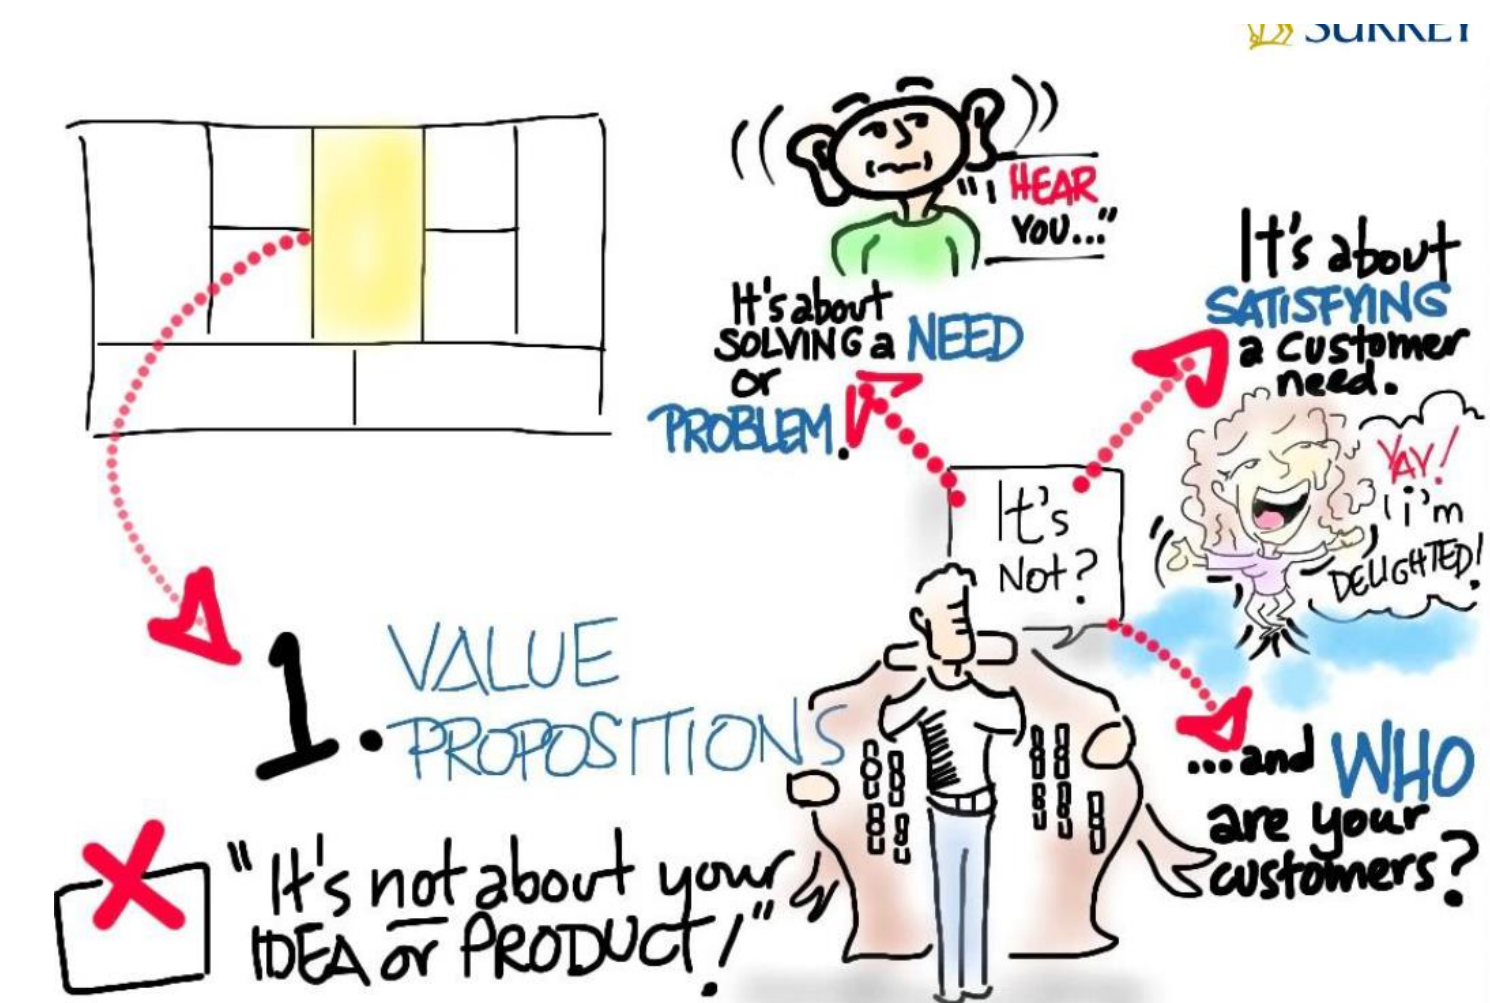 SURREY
"I HEAR
YOU..."
It's about
SOLVING a NEED
or
PROBLEM.
It's about
SATISFYING
a customer
need.
YAY!
i'm
DELIGHTED!
It's
Not?
1. VALUE
PROPOSITIONS
...and WHO
are your
customers?
"It's not about your
IDEA or PRODUCT!"